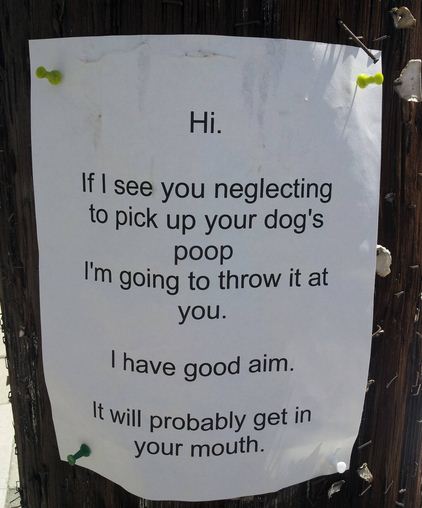 Hi.
If I see you neglecting
to pick up your dog's
poop
I'm going to throw it at
you.
I have good aim.
It will probably get in
your mouth.